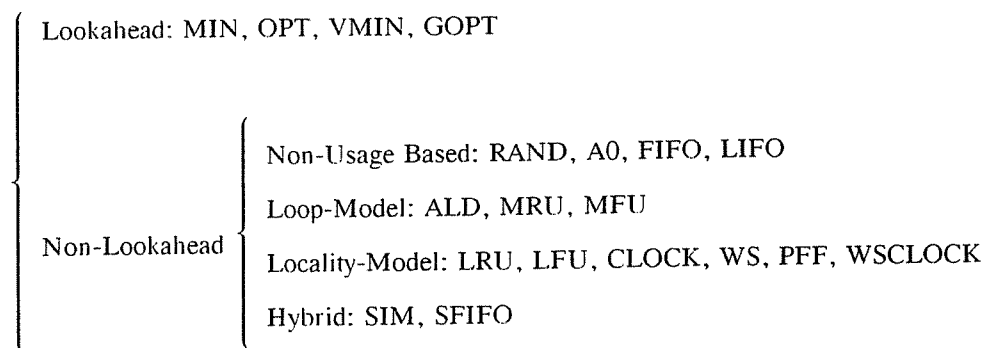 Lookahead: MIN, OPT, VMIN, GOPT
Non-Usage Based: RAND, A0, FIFO, LIFO
Loop-Model: ALD, MRU, MFU
Non-Lookahead
Locality-Model: LRU, LFU, CLOCK, WS, PFF, WSCLOCK
Hybrid: SIM, SFIFO